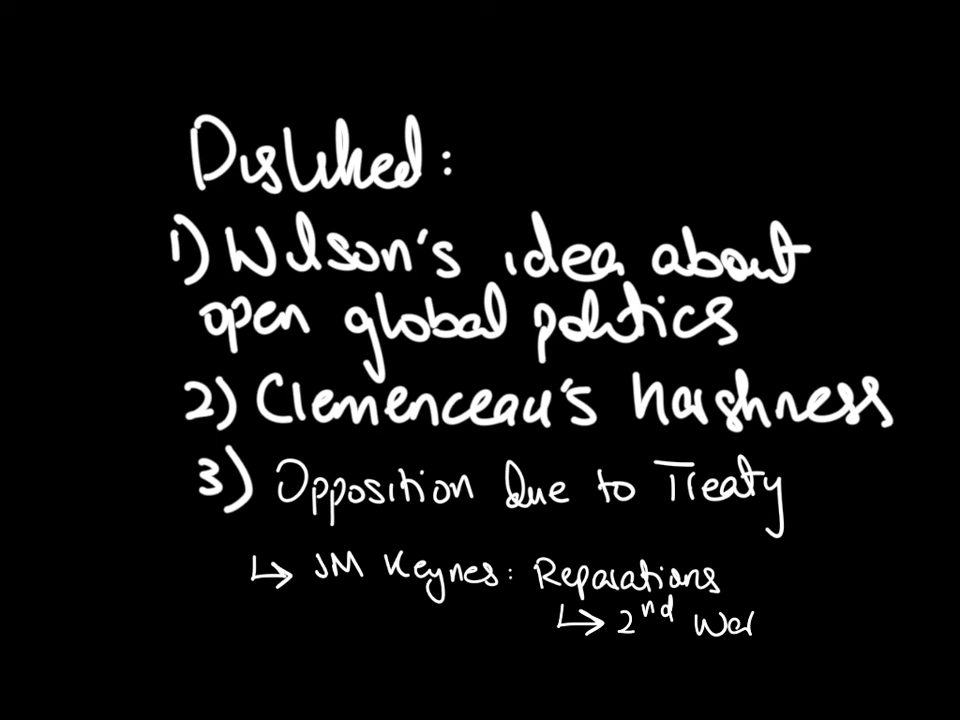 Disliked:
1) Wilson's idea about
open global politics
2) Clemenceau's harshness
3) Opposition due to Treaty
↳ JM Keynes: Reparations
↳ 2nd War